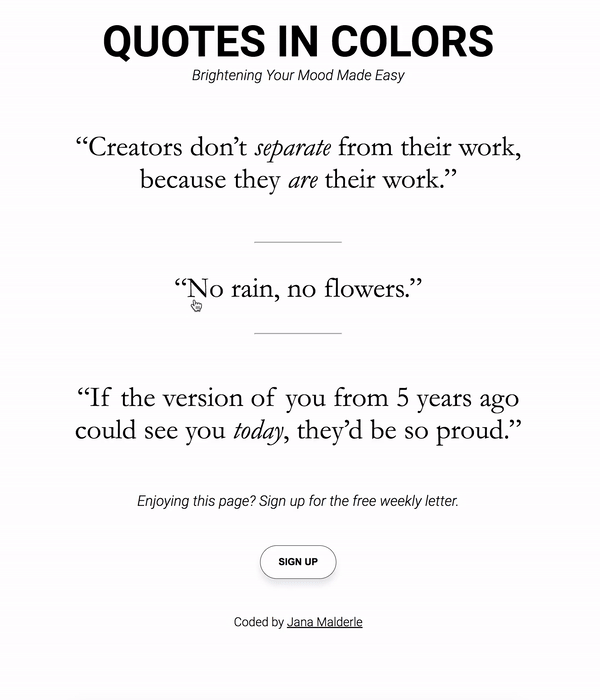 QUOTES IN COLORS
Brightening Your Mood Made Easy
“Creators don’t separate from their work,
because they are their work.”
“No rain, no flowers.”
“If the version of you from 5 years ago
could see you today, they’d be so proud.”
Enjoying this page? Sign up for the free weekly letter.
SIGN UP
Coded by Jana Malderle